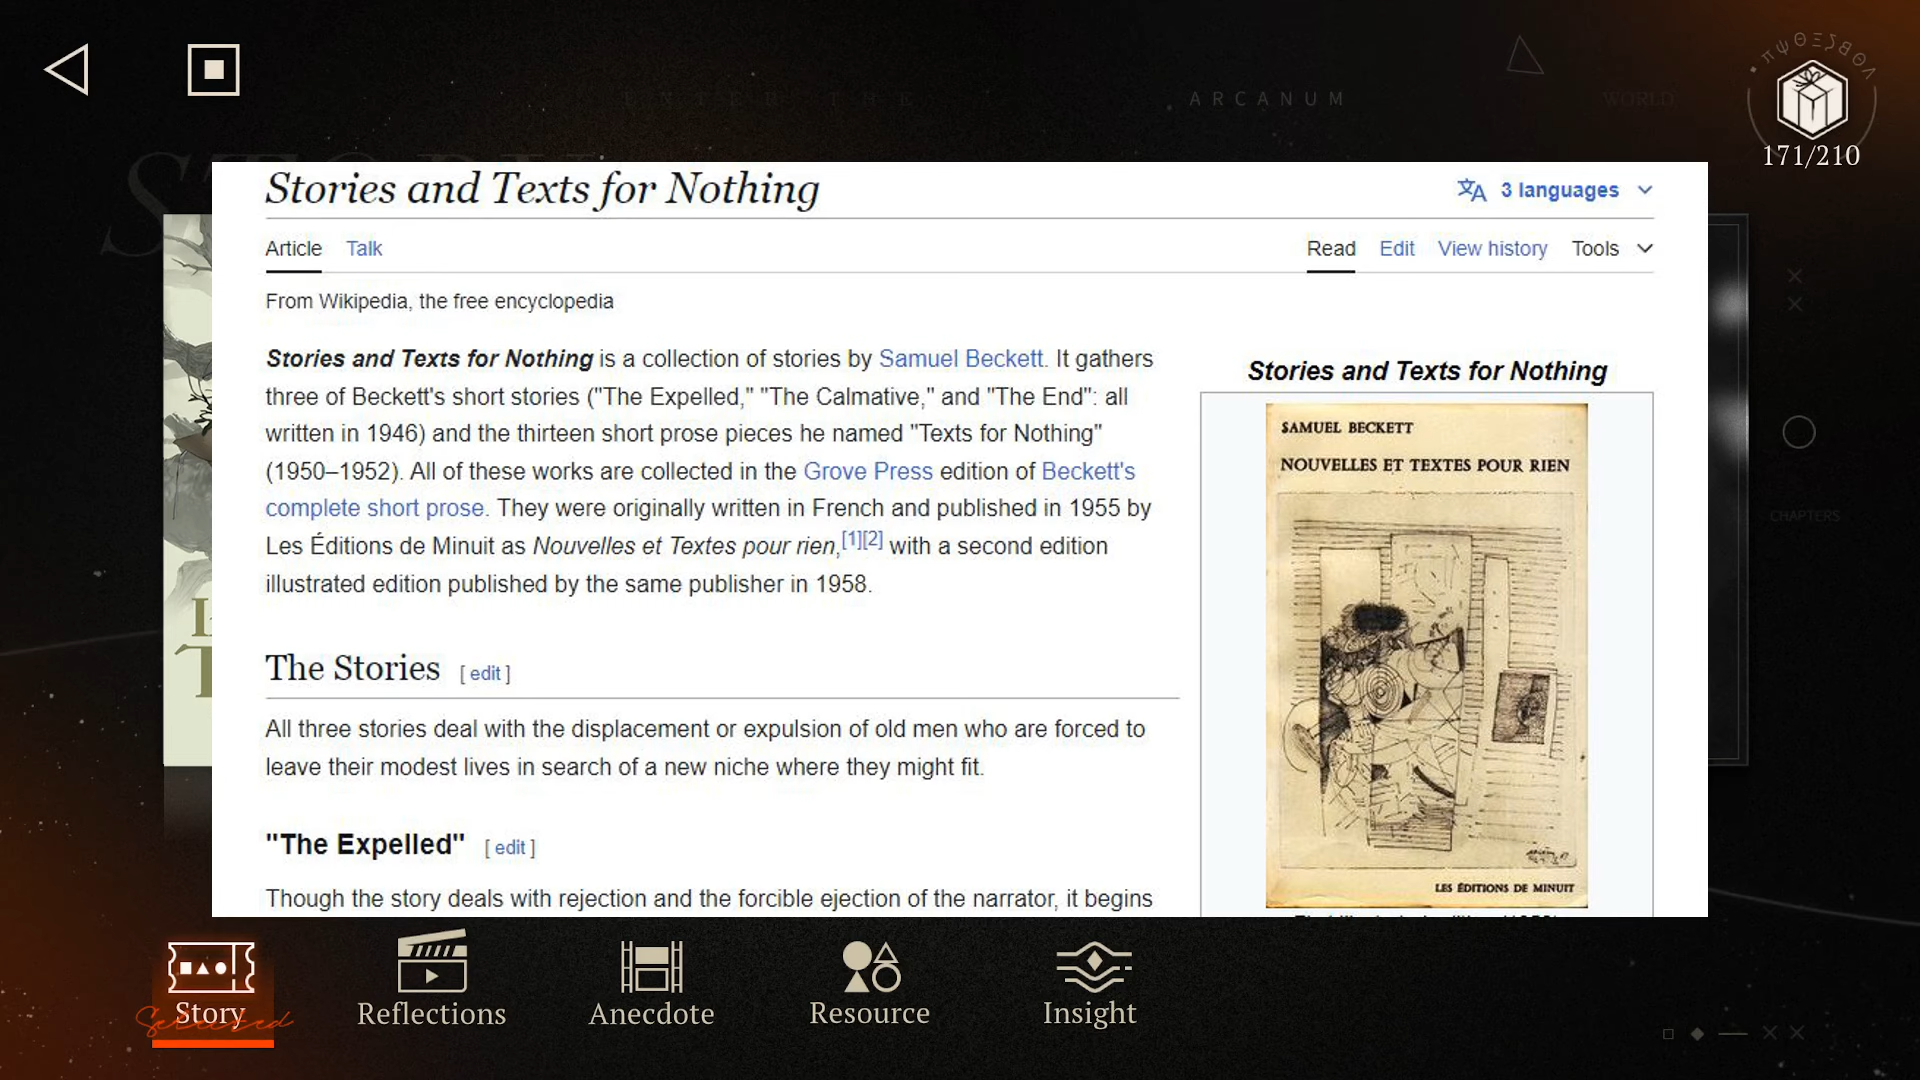 ENTER THE
ARCANUM
WORLD
πΨΘΞ
171/210
Stories and Texts for Nothing
3 languages
Article Talk
Read Edit View history Tools
From Wikipedia, the free encyclopedia
Stories and Texts for Nothing is a collection of stories by Samuel Beckett. It gathers
three of Beckett's short stories ("The Expelled," "The Calmative," and "The End": all
written in 1946) and the thirteen short prose pieces he named "Texts for Nothing"
(1950–1952). All of these works are collected in the Grove Press edition of Beckett's
complete short prose. They were originally written in French and published in 1955 by
Les Éditions de Minuit as Nouvelles et Textes pour rien,[1][2] with a second edition
illustrated edition published by the same publisher in 1958.
Stories and Texts for Nothing
SAMUEL BECKETT
NOUVELLES ET TEXTES POUR RIEN
LES ÉDITIONS DE MINUIT
The Stories [ edit ]
All three stories deal with the displacement or expulsion of old men who are forced to
leave their modest lives in search of a new niche where they might fit.
"The Expelled" [ edit ]
Though the story deals with rejection and the forcible ejection of the narrator, it begins
CHAPTERS
Story
Reflections
Anecdote
Resource
Insight